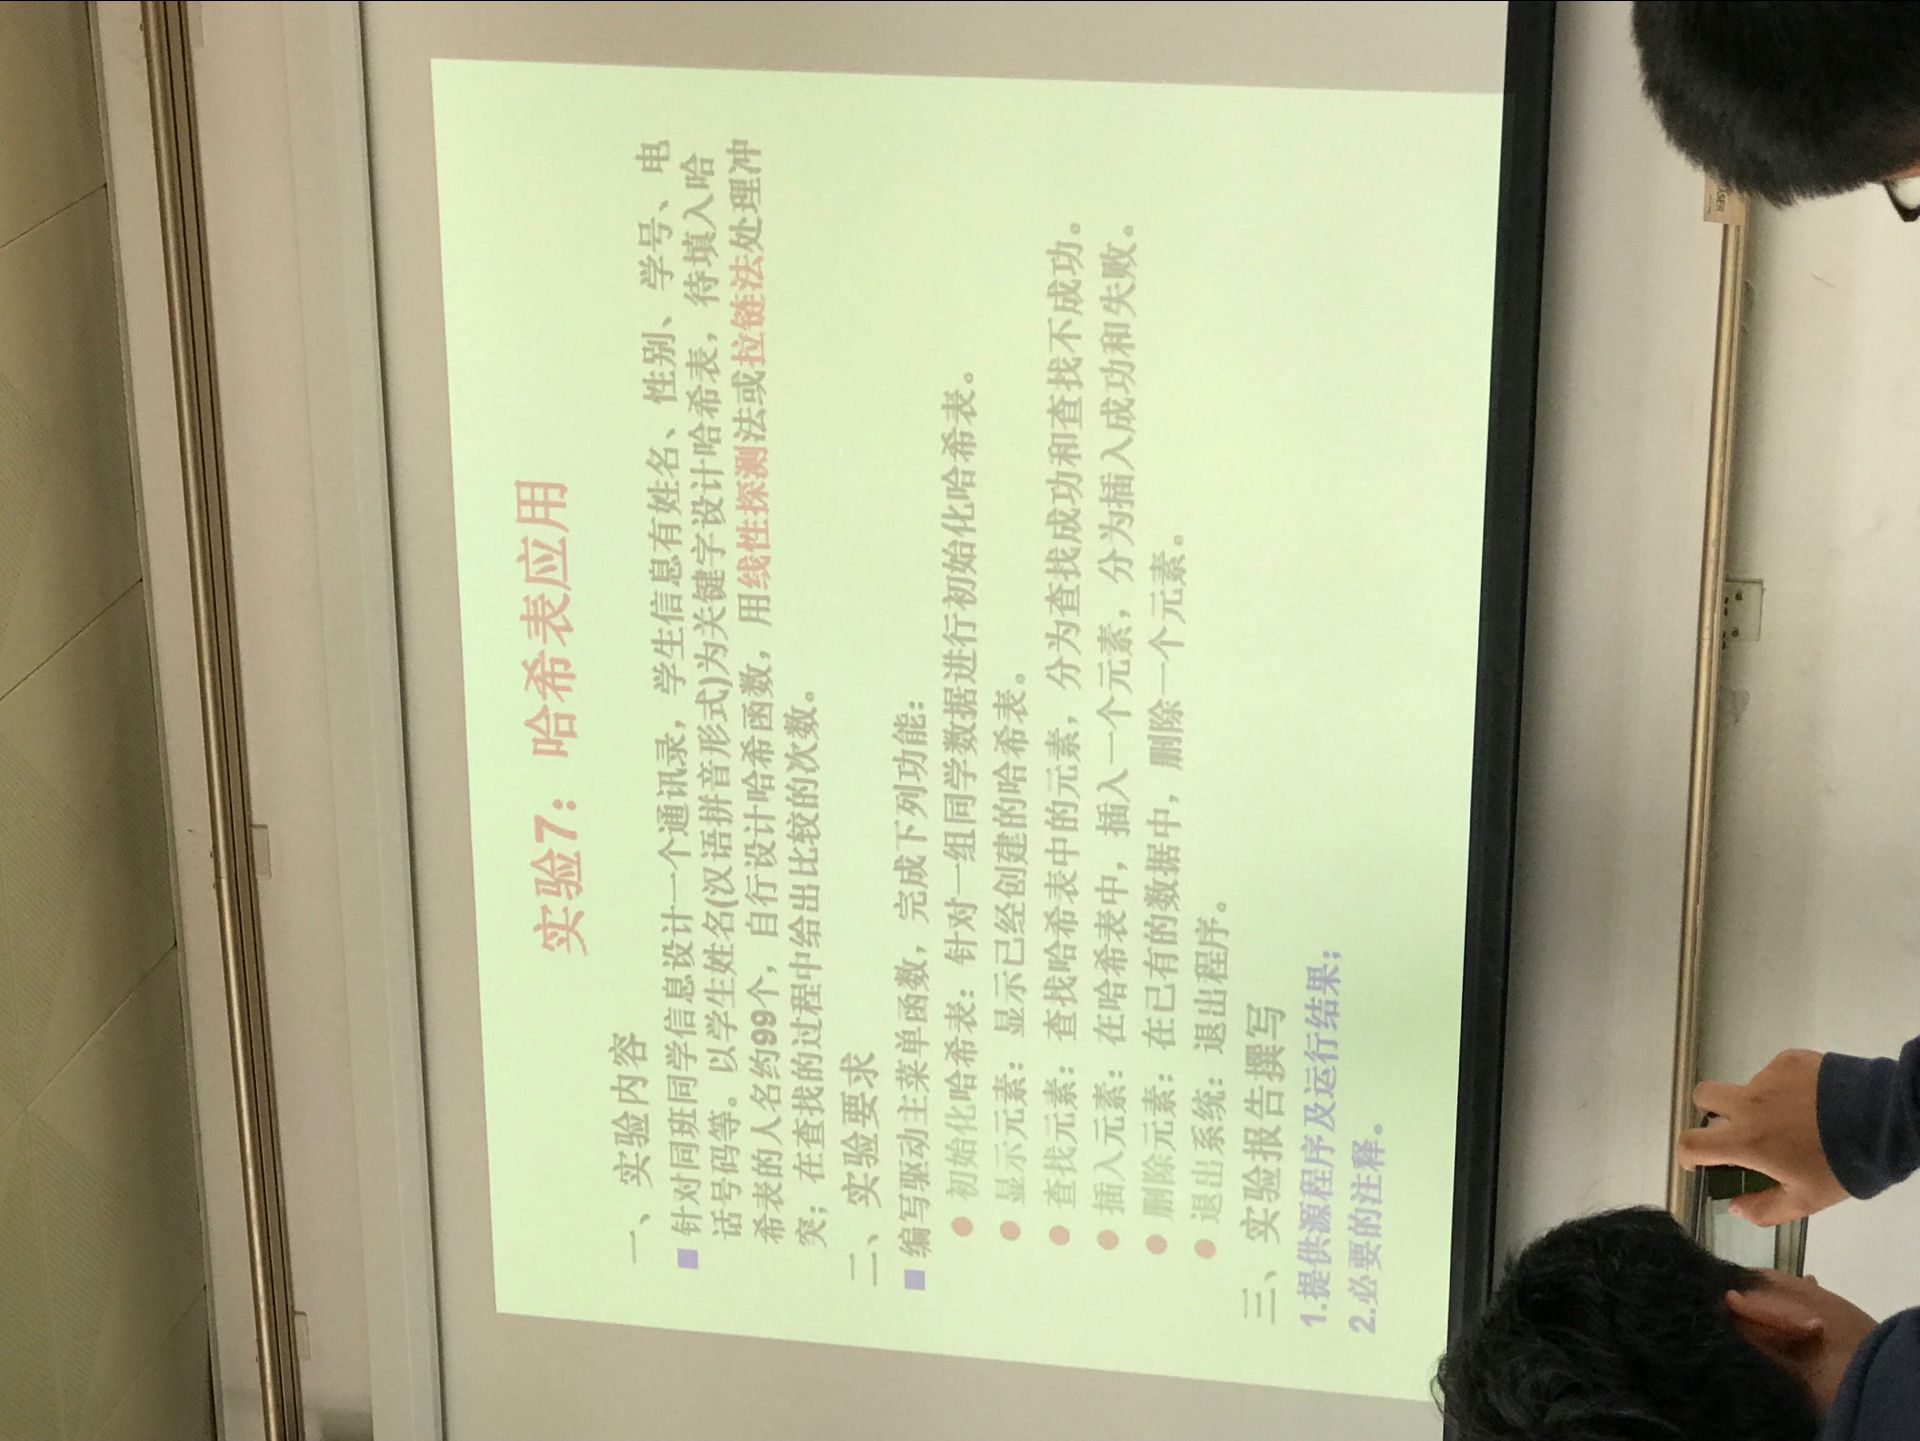 实验7：哈希表应用
一、实验内容
■ 针对同班同学信息设计一个通讯录，学生信息有姓名、性别、学号、电
话号码等。以学生姓名(汉语拼音形式)为关键字设计哈希表，待填入哈
希表的人名约99个，自行设计哈希函数，用线性探测法或拉链法处理冲
突；在查找的过程中给出比较的次数。
二、实验要求
■ 编写驱动主菜单函数，完成下列功能：
● 初始化哈希表：针对一组同学数据进行初始化哈希表。
● 显示元素：显示已经创建的哈希表。
● 查找元素：查找哈希表中的元素，分为查找成功和查找不成功。
● 插入元素：在哈希表中，插入一个元素，分为插入成功和失败。
● 删除元素：在已有的数据中，删除一个元素。
● 退出系统：退出程序。
三、实验报告撰写
1.提供源程序及运行结果；
2.必要的注释。